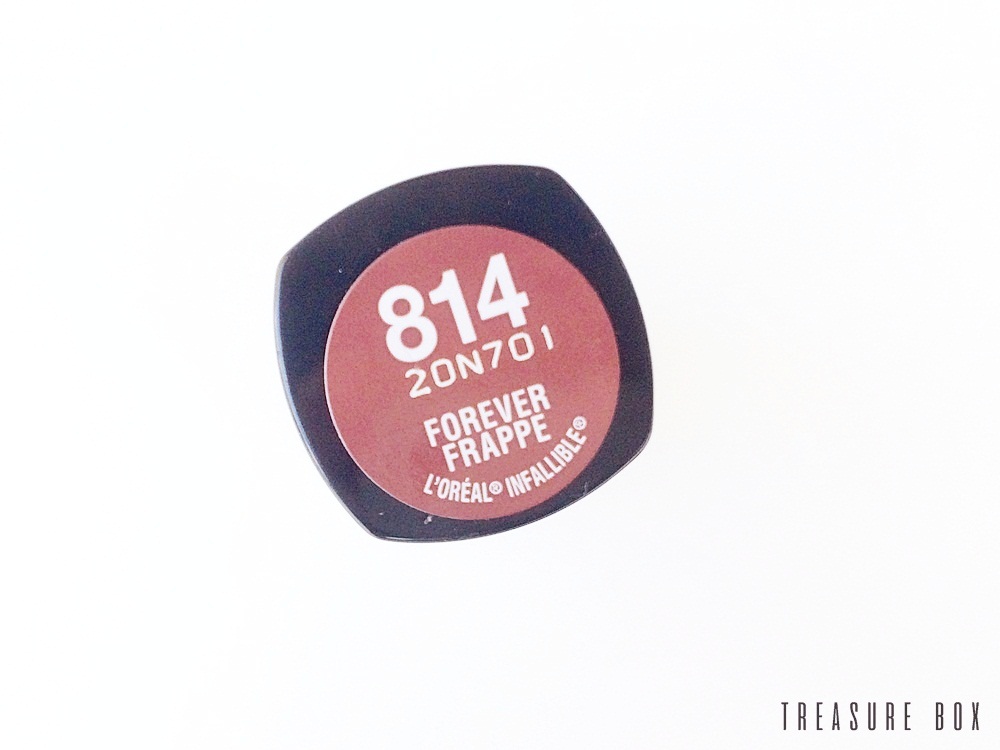 814
20N701
FOREVER
FRAPPE
L'ORÉAL® INFALLIBLE®
TREASURE BOX